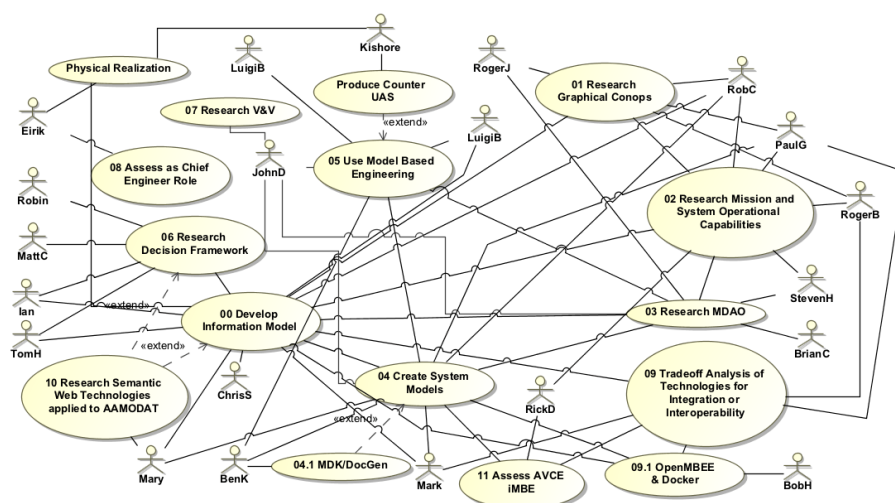 Kishore
LuigiB
RogerJ
Physical Realization
RobC
01 Research
Graphical Conops
Produce Counter
UAS
07 Research V&V
«extend»
LuigiB
Eirik
PaulG
JohnD
05 Use Model Based
Engineering
08 Assess as Chief
Engineer Role
Robin
02 Research Mission and
System Operational
Capabilities
RogerB
06 Research
Decision Framework
MattC
StevenH
Ian
«extend»
00 Develop
Information Model
03 Research MDAO
TomH
«extend»
BrianC
10 Research Semantic
Web Technologies
applied to AAMODAT
ChrisS
04 Create System
Models
RickD
09 Tradeoff Analysis of
Technologies for
Integration or
Interoperability
«extend»
Mary
BenK
04.1 MDK/DocGen
Mark
11 Assess AVCE
iMBE
09.1 OpenMBEE
& Docker
BobH